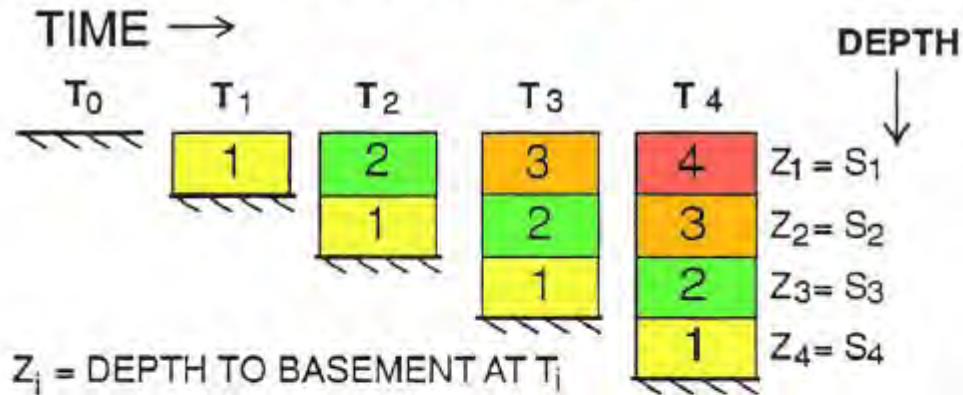 TIME →
DEPTH
T₀ T₁ T₂ T₃ T₄
1 2 3 4 Z₁ = S₁
1 2 3 Z₂ = S₂
1 2 Z₃ = S₃
1 Z₄ = S₄
Zᵢ = DEPTH TO BASEMENT AT Tᵢ